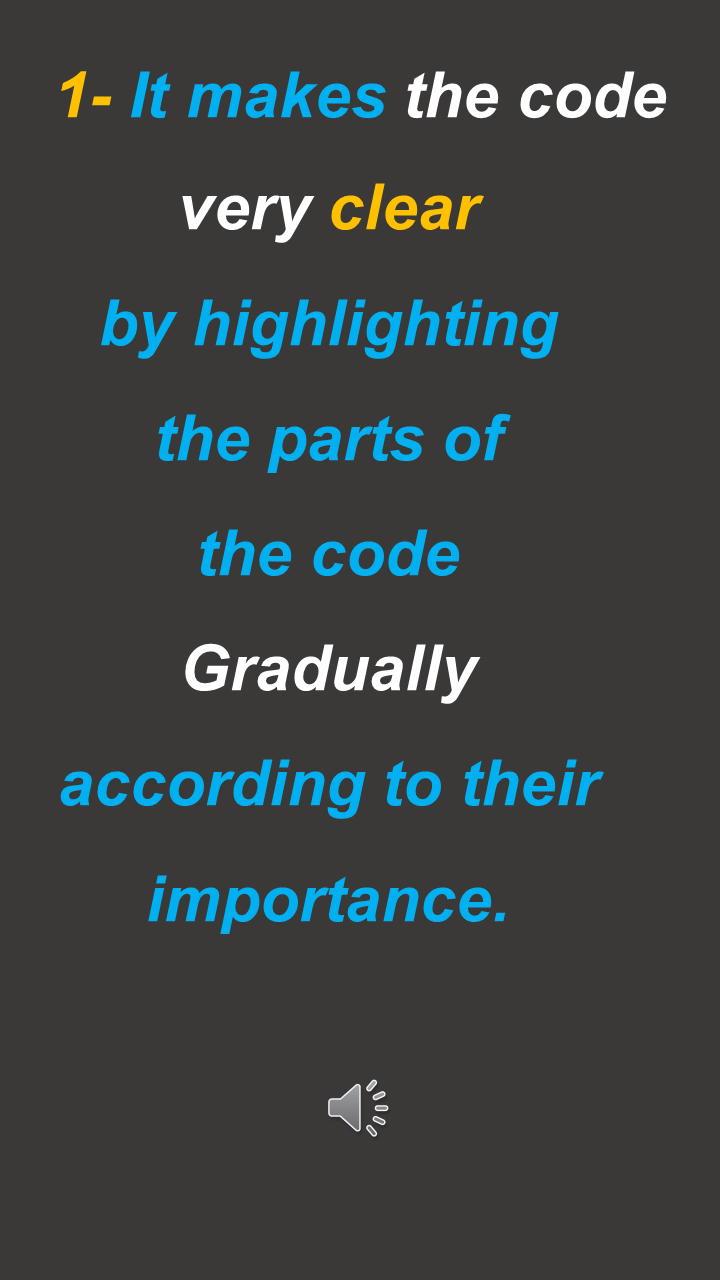 1- It makes the code
very clear
by highlighting
the parts of
the code
Gradually
according to their
importance.